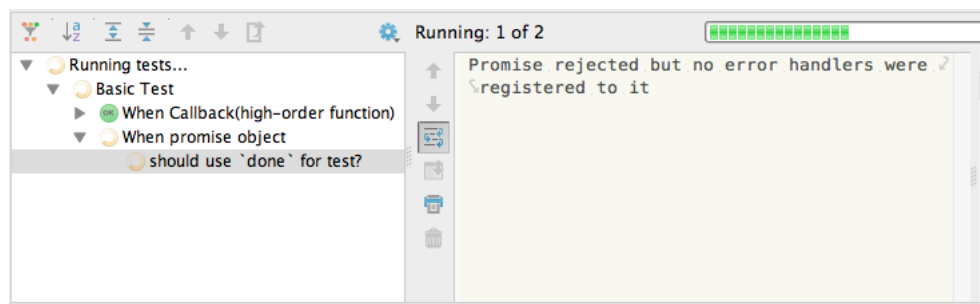 Running: 1 of 2
Running tests...
Basic Test
OK When Callback(high-order function)
When promise object
should use `done` for test?
Promise rejected but no error handlers were
registered to it